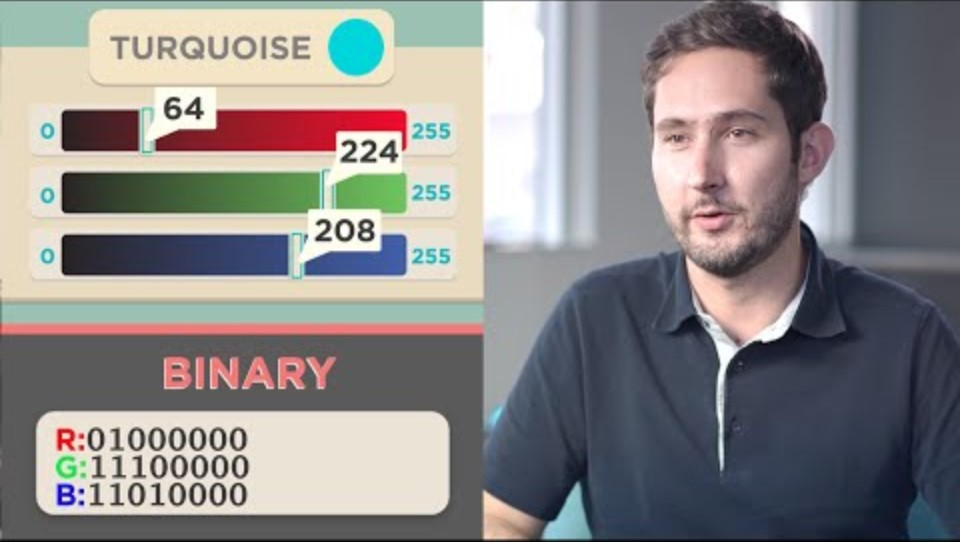 TURQUOISE
64
0 255
224
0 255
208
0 255
BINARY
R:01000000
G:11100000
B:11010000